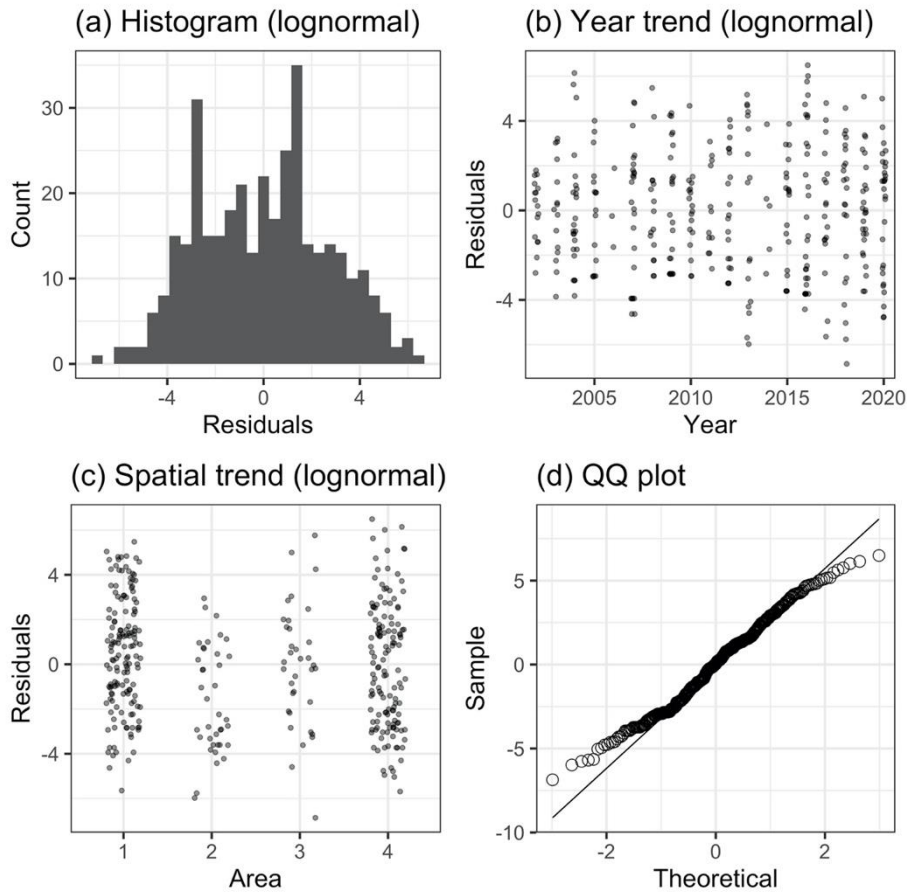 (a) Histogram (lognormal)
30
20
10
0
Count
-4 0 4
Residuals
(b) Year trend (lognormal)
4
0
-4
Residuals
2005 2010 2015 2020
Year
(c) Spatial trend (lognormal)
4
0
-4
Residuals
1 2 3 4
Area
(d) QQ plot
5
0
-5
-10
Sample
-2 0 2
Theoretical